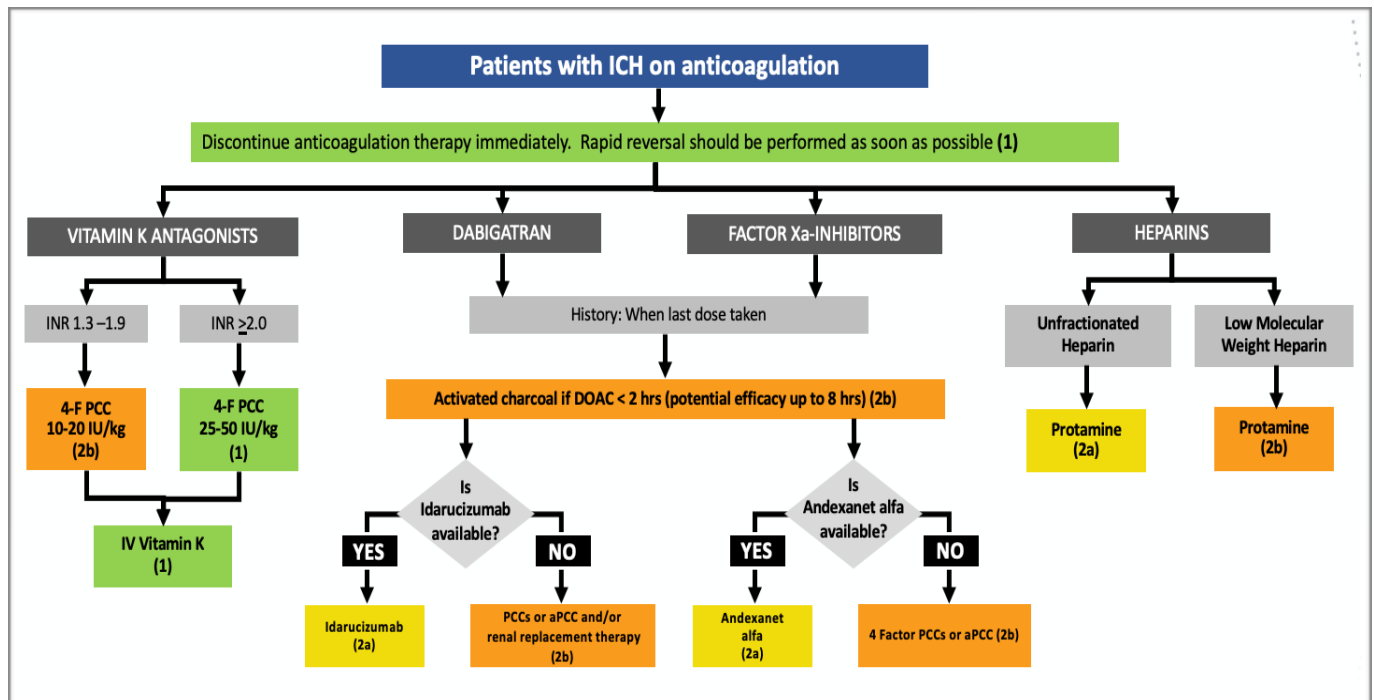 Patients with ICH on anticoagulation
Discontinue anticoagulation therapy immediately. Rapid reversal should be performed as soon as possible (1)
VITAMIN K ANTAGONISTS
DABIGATRAN
FACTOR Xa-INHIBITORS
HEPARINS
INR 1.3 –1.9
INR ≥2.0
History: When last dose taken
Unfractionated
Heparin
Low Molecular
Weight Heparin
4-F PCC
10-20 IU/kg
(2b)
4-F PCC
25-50 IU/kg
(1)
Activated charcoal if DOAC < 2 hrs (potential efficacy up to 8 hrs) (2b)
Protamine
(2a)
Protamine
(2b)
IV Vitamin K
(1)
Is
Idarucizumab
available?
YES
NO
Is
Andexanet alfa
available?
YES
NO
Idarucizumab
(2a)
PCCs or aPCC and/or
renal replacement therapy
(2b)
Andexanet
alfa
(2a)
4 Factor PCCs or aPCC (2b)